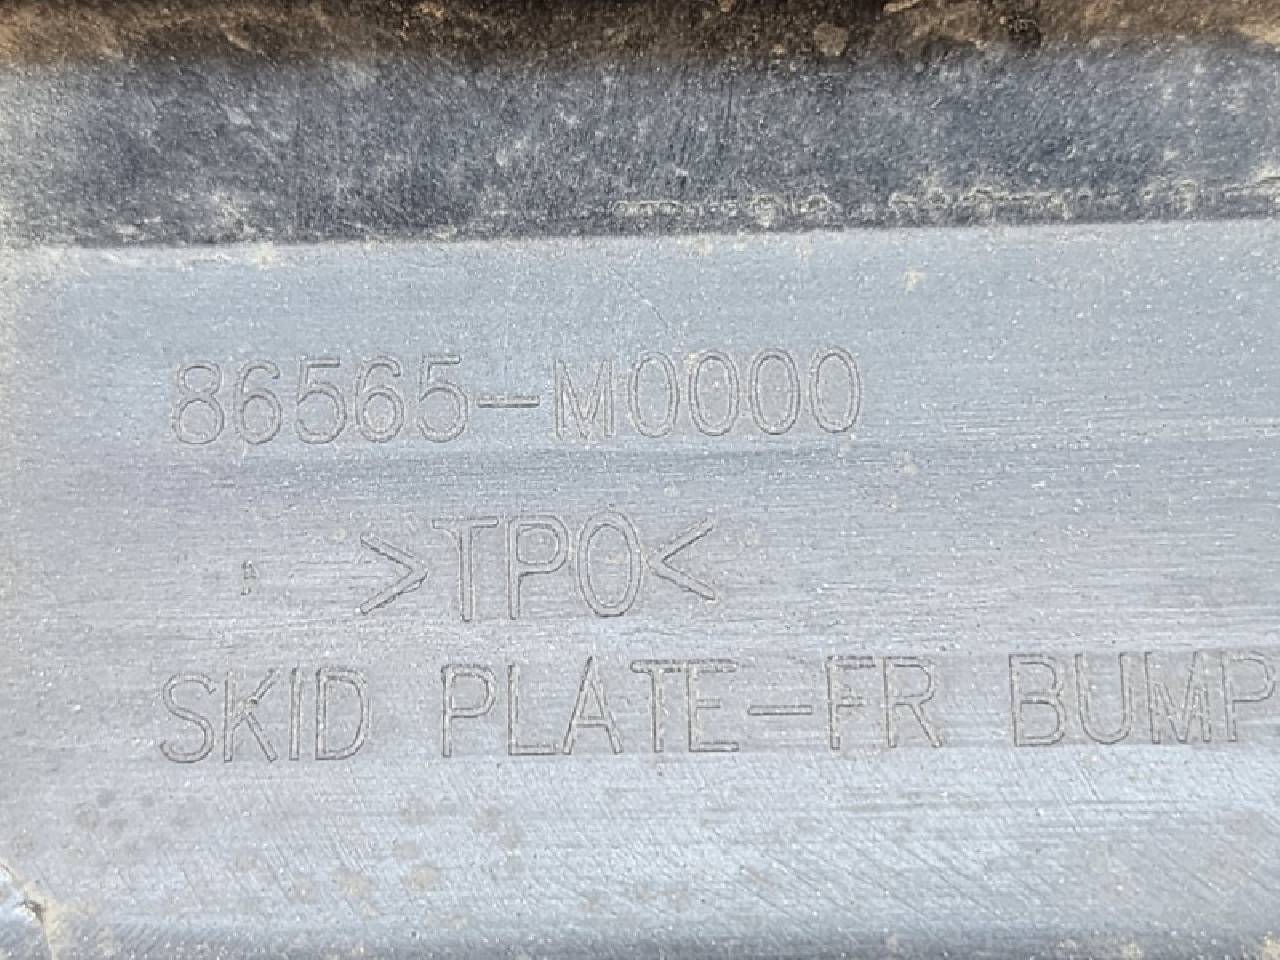 86565-M0000
>TPO<
SKID PLATE-FR BUMP